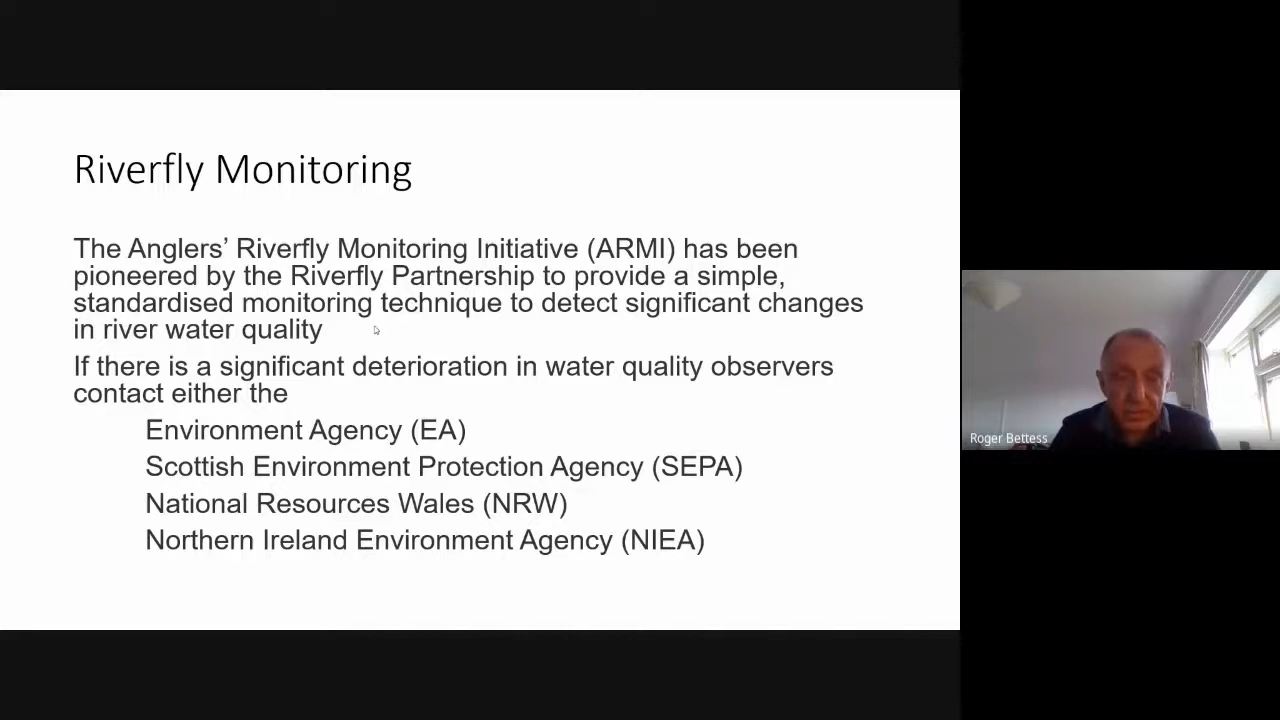 Riverfly Monitoring
The Anglers’ Riverfly Monitoring Initiative (ARMI) has been
pioneered by the Riverfly Partnership to provide a simple,
standardised monitoring technique to detect significant changes
in river water quality
If there is a significant deterioration in water quality observers
contact either the
Environment Agency (EA)
Scottish Environment Protection Agency (SEPA)
National Resources Wales (NRW)
Northern Ireland Environment Agency (NIEA)
Roger Bettess